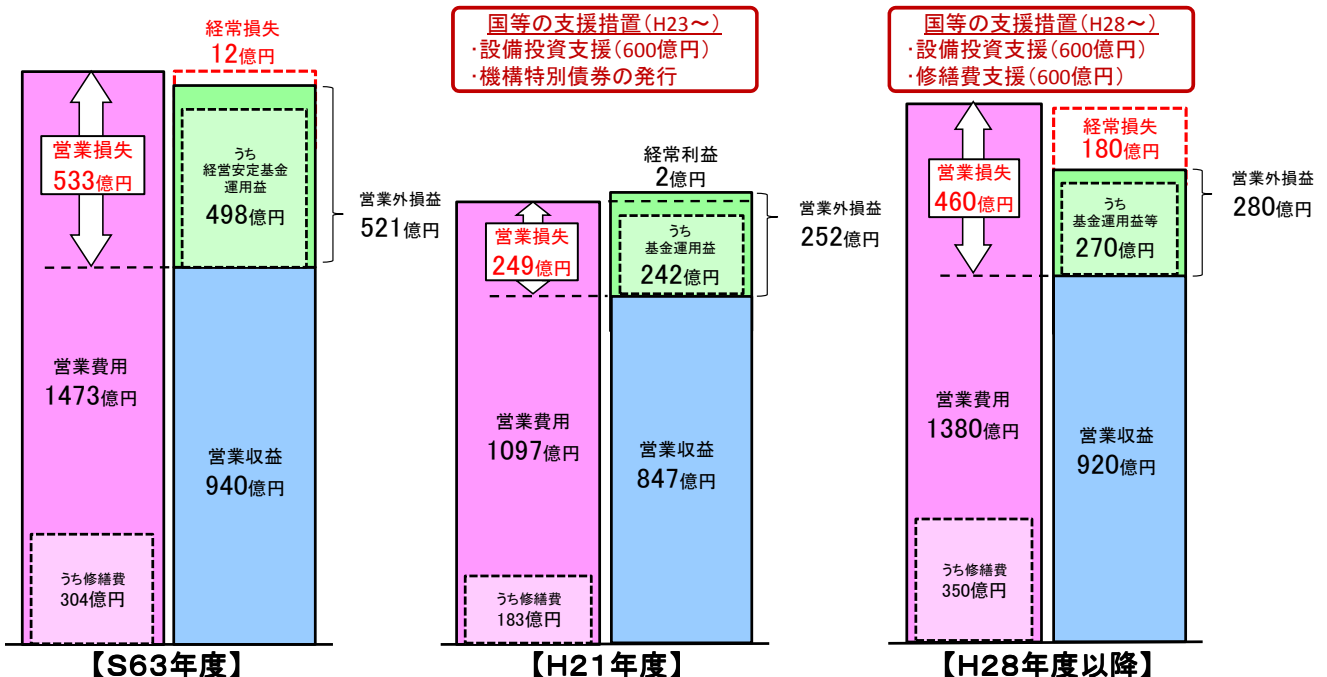 経常損失
12億円
営業損失
533億円
うち
経営安定基金
運用益
498億円
営業外損益
521億円
営業費用
1473億円
営業収益
940億円
うち修繕費
304億円
【S63年度】
国等の支援措置(H23~)
・設備投資支援(600億円)
・機構特別債券の発行
経常利益
2億円
営業損失
249億円
うち
基金運用益
242億円
営業外損益
252億円
営業費用
1097億円
営業収益
847億円
うち修繕費
183億円
【H21年度】
国等の支援措置(H28~)
・設備投資支援(600億円)
・修繕費支援(600億円)
経常損失
180億円
営業損失
460億円
うち
基金運用益等
270億円
営業外損益
280億円
営業費用
1380億円
営業収益
920億円
うち修繕費
350億円
【H28年度以降】